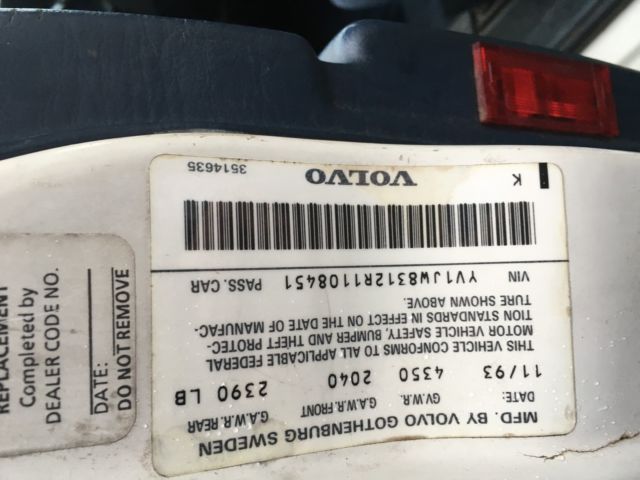 MFD. BY VOLVO GOTHENBURG SWEDEN
DATE: GV.W.R. G.A.W.R. FRONT G.A.W.R. REAR
11/93 4350 2040 2390 LB
THIS VEHICLE CONFORMS TO ALL APPLICABLE FEDERAL
MOTOR VEHICLE SAFETY, BUMPER AND THEFT PROTEC-
TION STANDARDS IN EFFECT ON THE DATE OF MANUFAC-
TURE SHOWN ABOVE.
VIN YV1JW8312R1108451 PASS. CAR
K VOLVO 3514635
REPLACEMENT
Completed by
DEALER CODE NO.
DATE:
DO NOT REMOVE